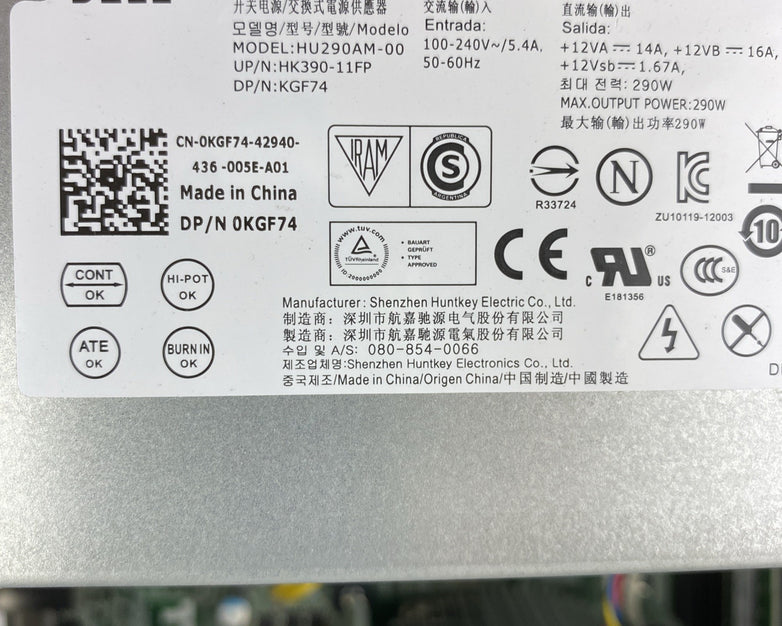 DELL
开关电源/交换式電源供應器
모델명/型号/型號/Modelo
MODEL:HU290AM-00
UP/N:HK390-11FP
DP/N:KGF74
交流输(輸)入
Entrada:
100-240V~/5.4A.
50-60Hz
直流输(輸)出
Salida:
+12VA ⎓ 14A, +12VB ⎓ 16A,
+12Vsb⎓1.67A,
최대 전력: 290W
MAX.OUTPUT POWER:290W
最大输(輸)出功率290W
CN-0KGF74-42940-
436 -005E-A01
Made in China
DP/N 0KGF74
IRAM
REPUBLICA
S
ARGENTINA
R33724
N
KC
ZU10119-12003
10
www.tuv.com
TÜVRheinland
ID:2000000000
• BAUART
GEPRÜFT
• TYPE
APPROVED
CE
c RU® US
E181356
CCC S&E
CONT
OK
HI-POT
OK
ATE
OK
BURN IN
OK
Manufacturer: Shenzhen Huntkey Electric Co., Ltd.
制造商: 深圳市航嘉驰源电气股份有限公司
製造商: 深圳市航嘉馳源電氣股份有限公司
수입 및 A/S: 080-854-0066
제조업체명:Shenzhen Huntkey Electronics Co., Ltd.
중국제조/Made in China/Origen China/中国制造/中國製造